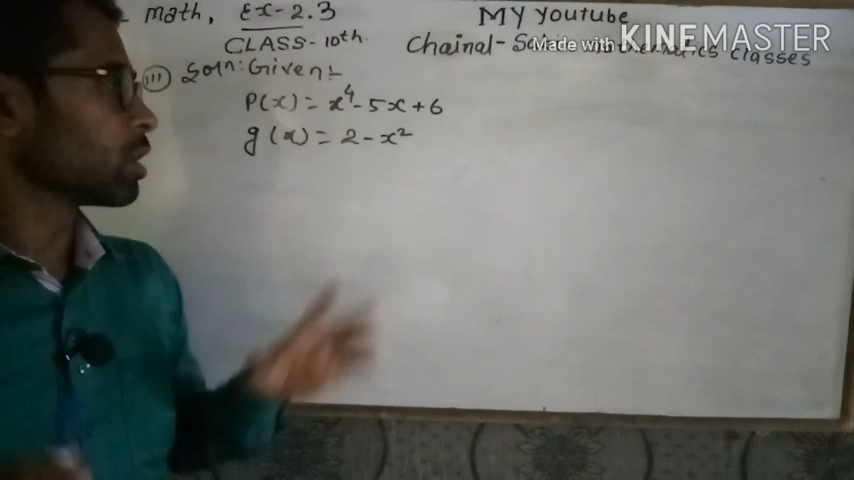 math, Ex-2.3
CLASS-10th.
MY youtube
Chainal-
Made with KINEMASTER
mathematics classes
(iii) Soln: Given:-
P(x) = x⁴-5x+6
g(x) = 2-x²